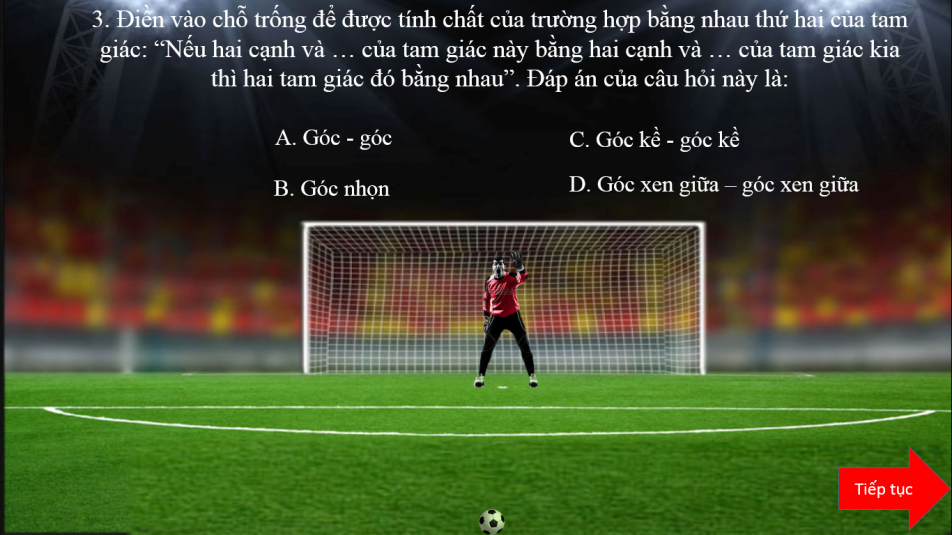 3. Điền vào chỗ trống để được tính chất của trường hợp bằng nhau thứ hai của tam
giác: “Nếu hai cạnh và … của tam giác này bằng hai cạnh và … của tam giác kia
thì hai tam giác đó bằng nhau”. Đáp án của câu hỏi này là:
A. Góc - góc
C. Góc kề - góc kề
B. Góc nhọn
D. Góc xen giữa – góc xen giữa
Tiếp tục